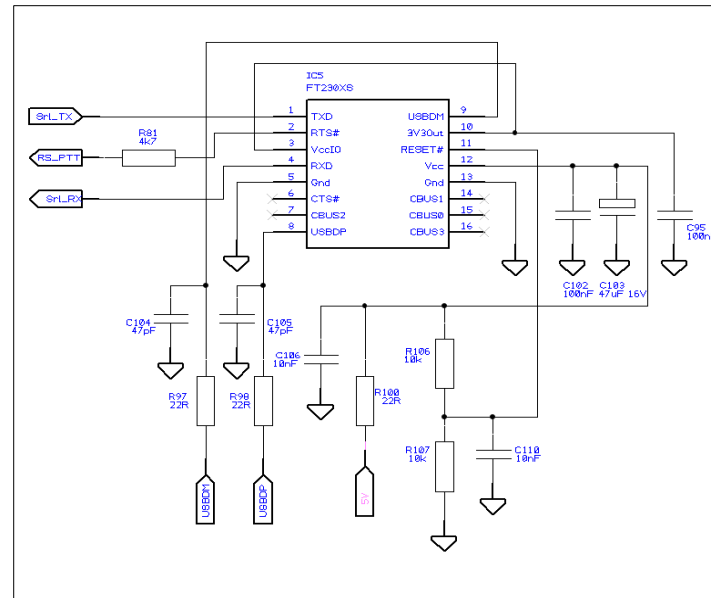 IC5
FT230XS
Srl_TX
1 TXD
USBDM 9
R81
4k7
2 RTS#
3V3Out 10
RS_PTT
3 VccIO
RESET# 11
4 RXD
Vcc 12
Srl_RX
5 Gnd
Gnd 13
6 CTS#
CBUS1 14
7 CBUS2
CBUS0 15
8 USBDP
CBUS3 16
C95
100n
C102
100nF
C103
47uF 16V
C104
47pF
C105
47pF
C106
10nF
R106
10k
R97
22R
R98
22R
R100
22R
R107
10k
C110
10nF
USBDM
USBDP
5V